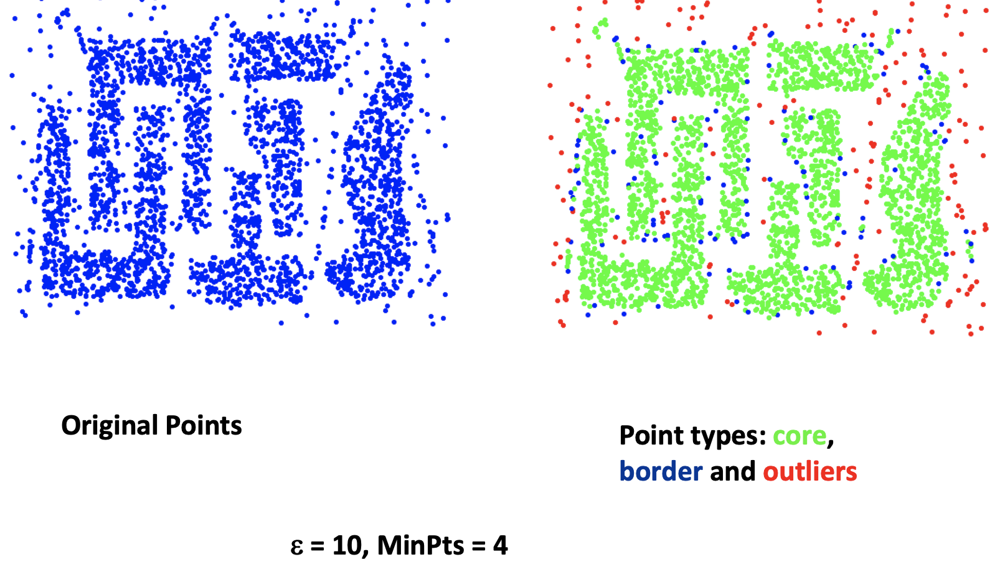 Original Points
Point types: core,
border and outliers
ε = 10, MinPts = 4